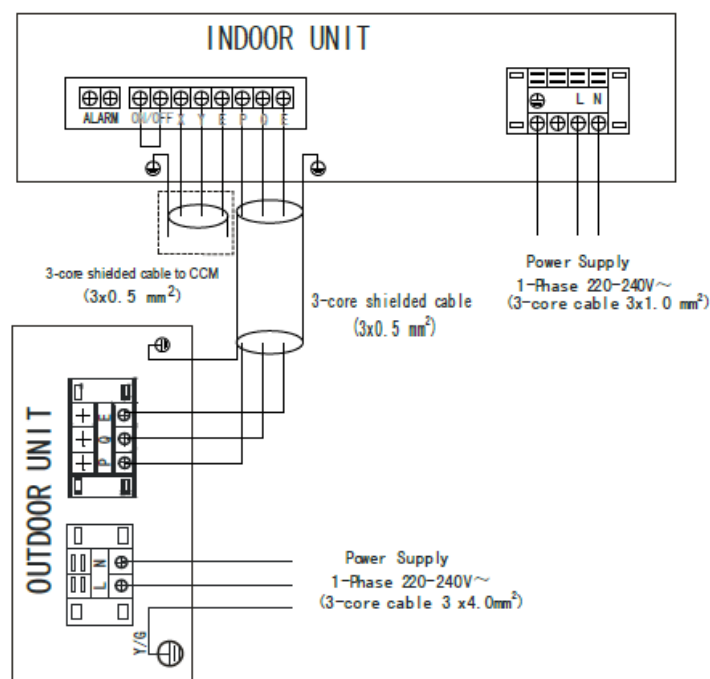 INDOOR UNIT
L N
ALARM ON/OFF X Y E P Q E
Power Supply
1-Phase 220-240V~
(3-core cable 3x1.0 mm²)
3-core shielded cable to CCM
(3x0.5 mm²)
3-core shielded cable
(3x0.5 mm²)
OUTDOOR UNIT
E
Q
P
N
L
Y/G
Power Supply
1-Phase 220-240V~
(3-core cable 3 x4.0mm²)